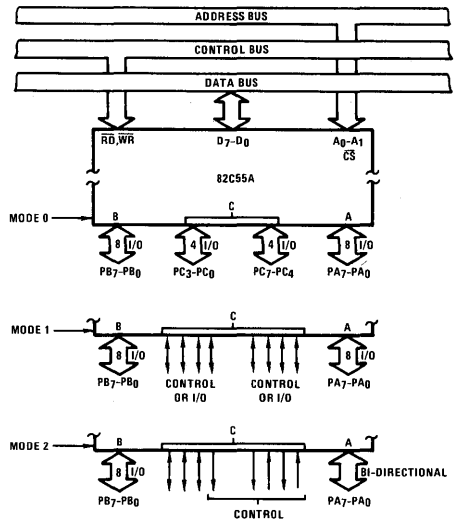 ADDRESS BUS
CONTROL BUS
DATA BUS
RD,WR D7-D0 A0-A1
CS
82C55A
MODE 0 B C A
8 I/O 4 I/O 4 I/O 8 I/O
PB7-PB0 PC3-PC0 PC7-PC4 PA7-PA0
MODE 1 B C A
8 I/O 8 I/O
PB7-PB0 CONTROL OR I/O CONTROL OR I/O PA7-PA0
MODE 2 B C A
8 I/O BI-DIRECTIONAL
PB7-PB0 PA7-PA0
CONTROL